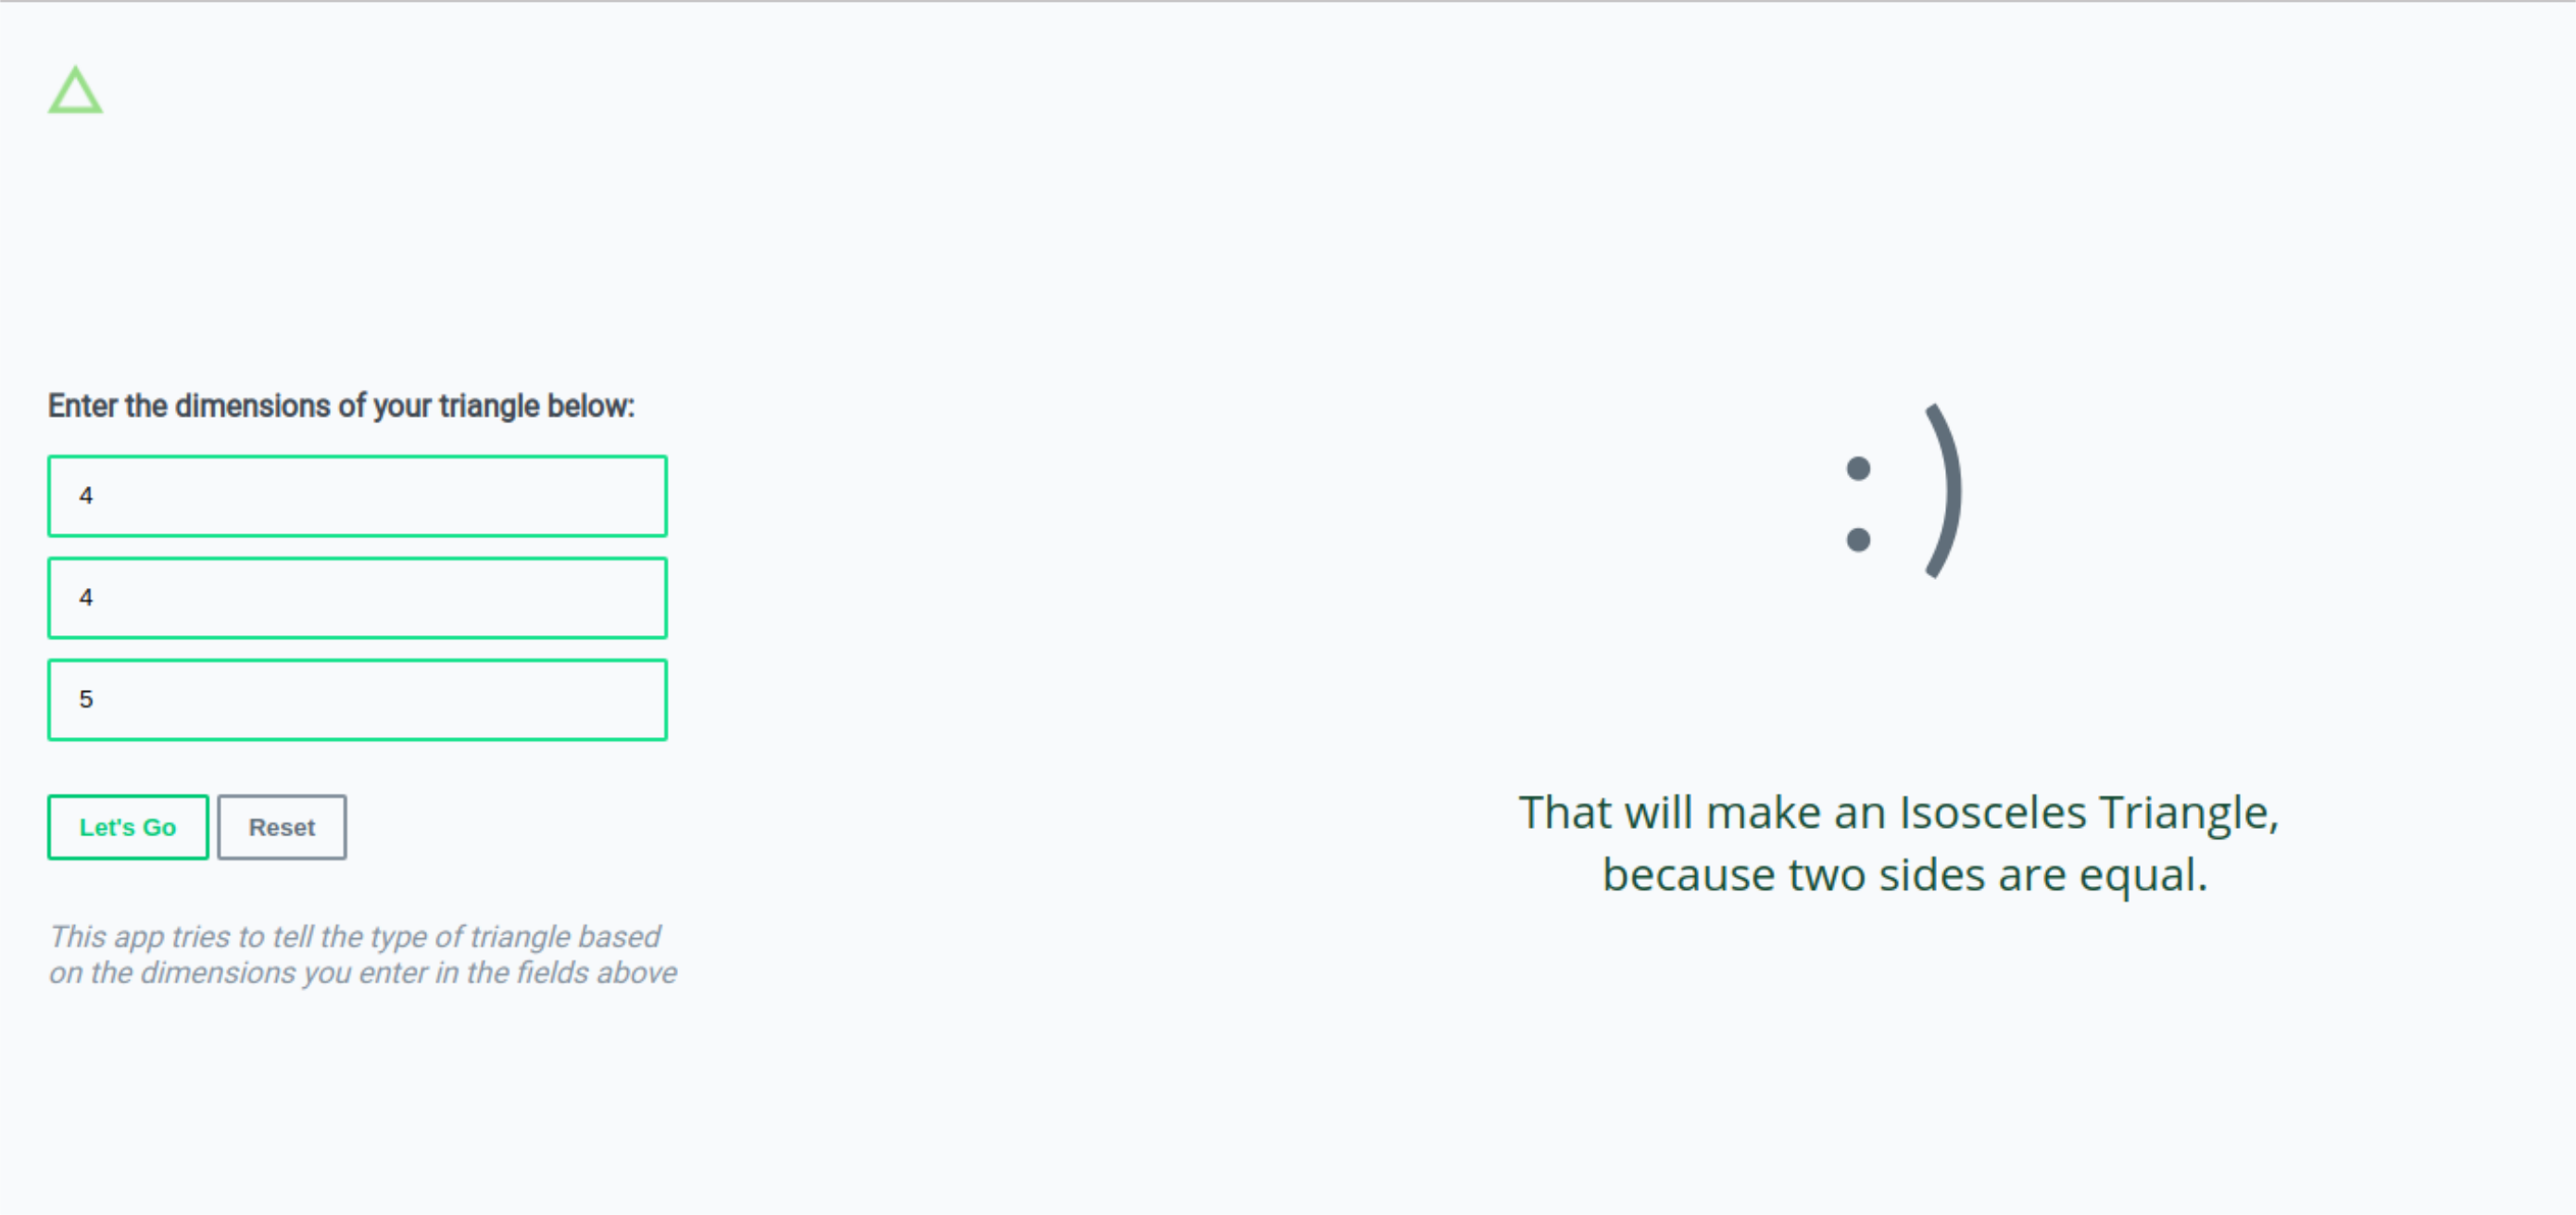 Enter the dimensions of your triangle below:
4
4
5
Let's Go
Reset
This app tries to tell the type of triangle based
on the dimensions you enter in the fields above
:)
That will make an Isosceles Triangle,
because two sides are equal.